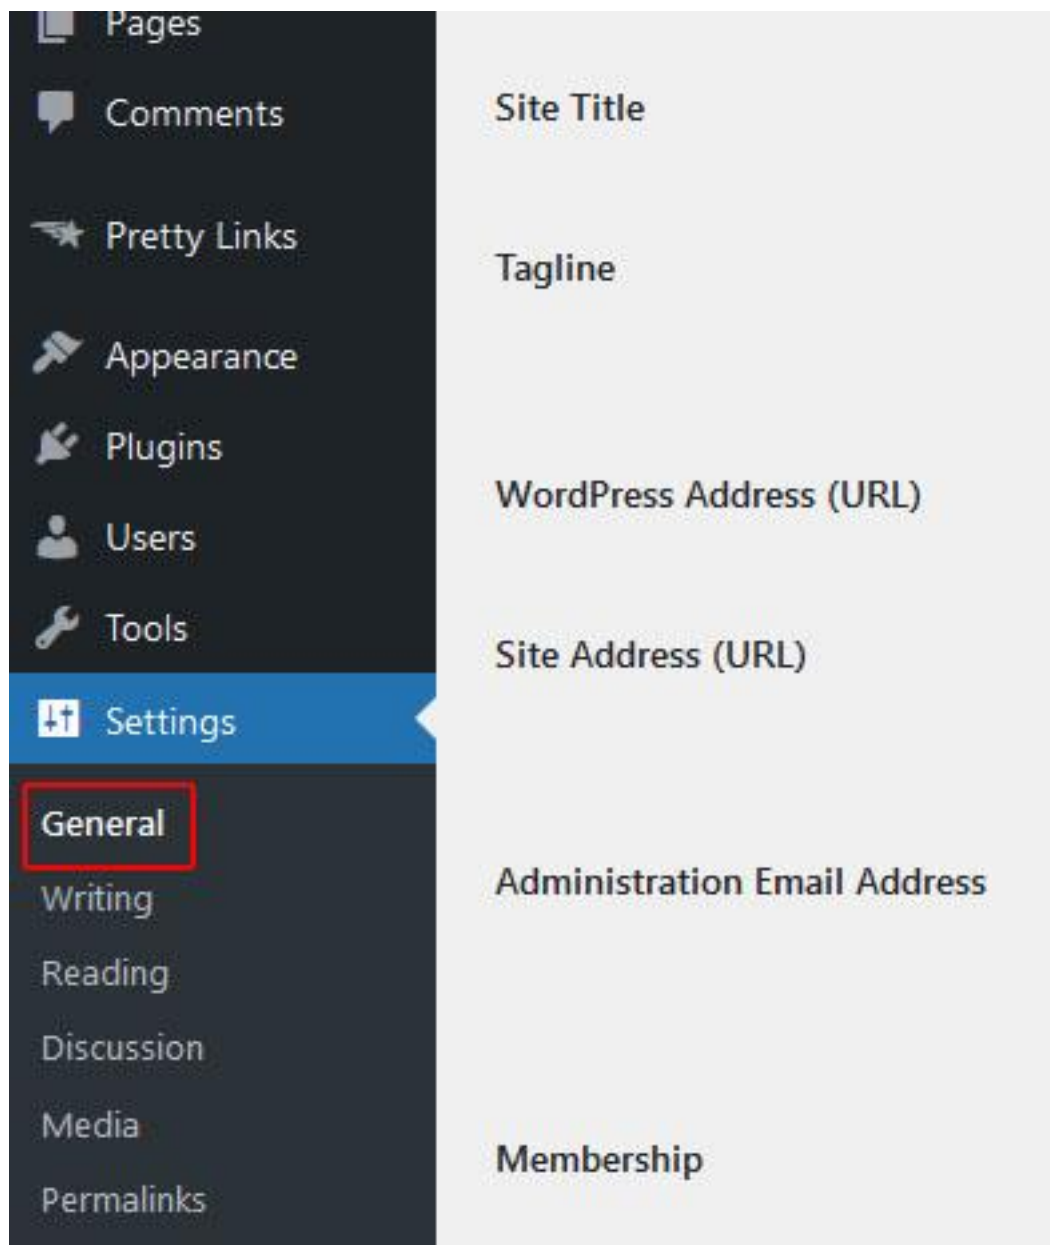 Pages
Comments
Pretty Links
Appearance
Plugins
Users
Tools
Settings
General
Writing
Reading
Discussion
Media
Permalinks
Site Title
Tagline
WordPress Address (URL)
Site Address (URL)
Administration Email Address
Membership